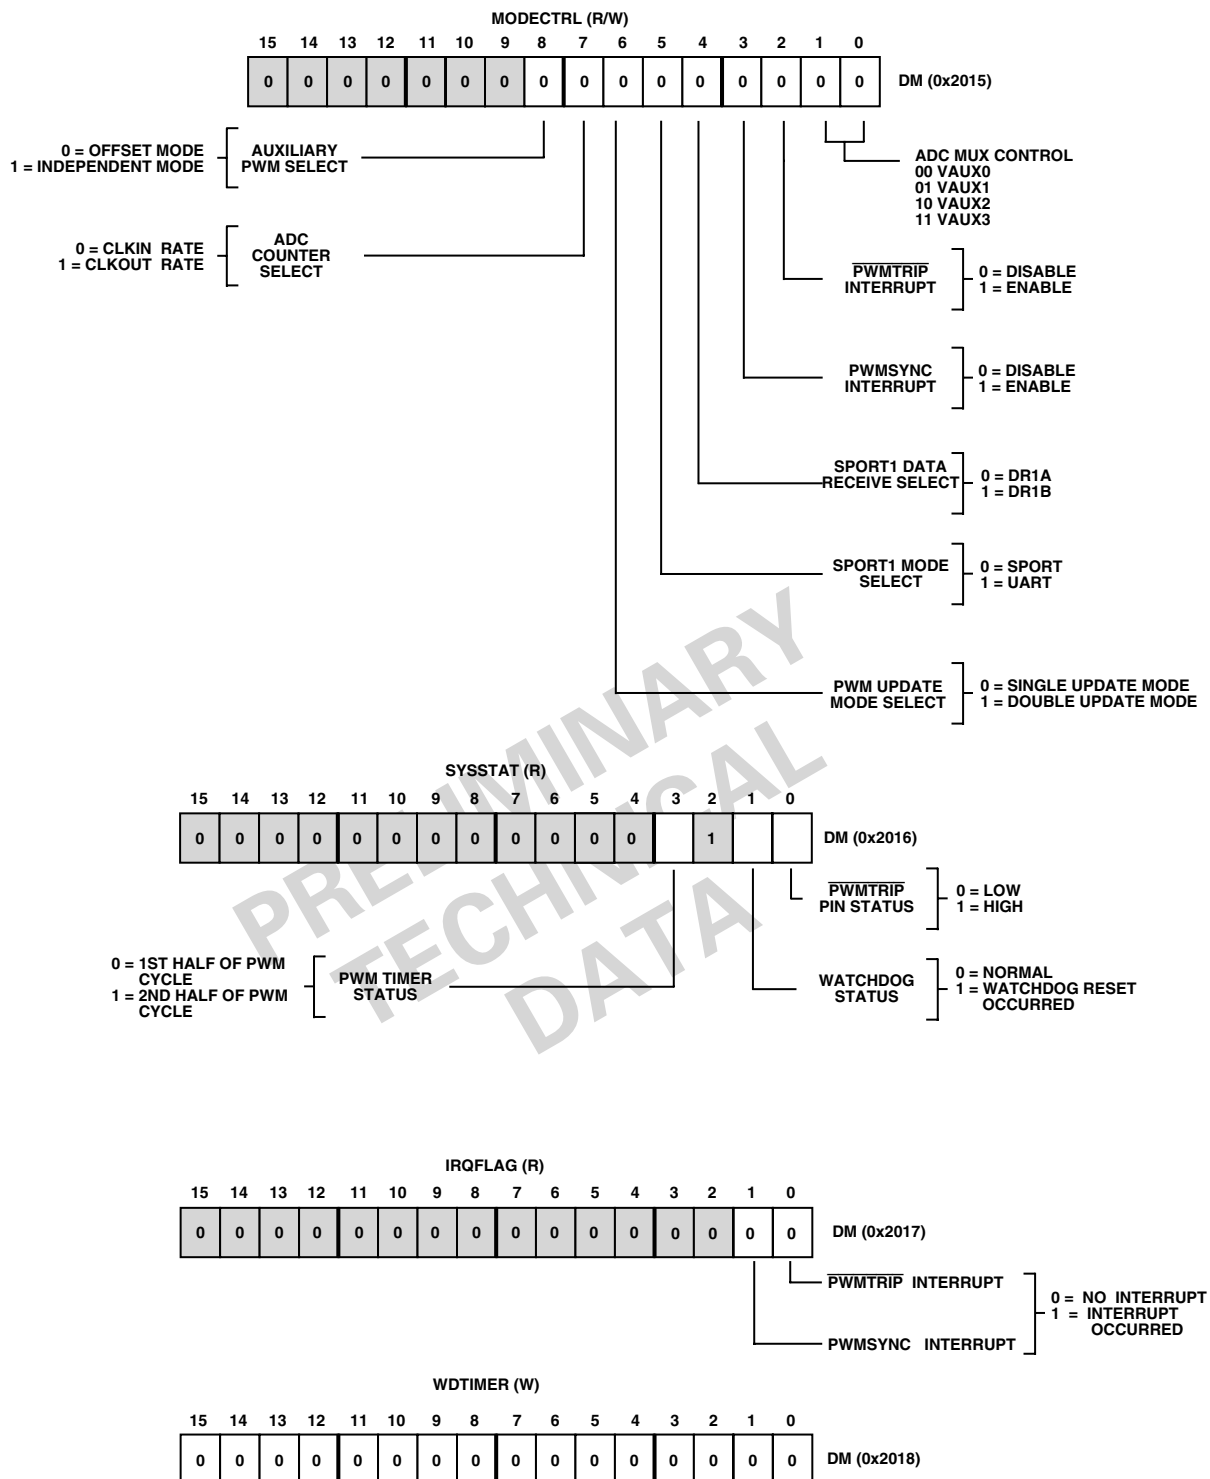 MODECTRL (R/W)
15 14 13 12 11 10 9 8 7 6 5 4 3 2 1 0
0 0 0 0 0 0 0 0 0 0 0 0 0 0 0 0 DM (0x2015)
0 = OFFSET MODE
1 = INDEPENDENT MODE
AUXILIARY
PWM SELECT
ADC MUX CONTROL
00 VAUX0
01 VAUX1
10 VAUX2
11 VAUX3
0 = CLKIN RATE
1 = CLKOUT RATE
ADC
COUNTER
SELECT
PWMTRIP
INTERRUPT
0 = DISABLE
1 = ENABLE
PWMSYNC
INTERRUPT
0 = DISABLE
1 = ENABLE
SPORT1 DATA
RECEIVE SELECT
0 = DR1A
1 = DR1B
SPORT1 MODE
SELECT
0 = SPORT
1 = UART
PWM UPDATE
MODE SELECT
0 = SINGLE UPDATE MODE
1 = DOUBLE UPDATE MODE
PRELIMINARY
TECHNICAL
DATA
SYSSTAT (R)
15 14 13 12 11 10 9 8 7 6 5 4 3 2 1 0
0 0 0 0 0 0 0 0 0 0 0 0 1 DM (0x2016)
PWMTRIP
PIN STATUS
0 = LOW
1 = HIGH
0 = 1ST HALF OF PWM
CYCLE
1 = 2ND HALF OF PWM
CYCLE
PWM TIMER
STATUS
WATCHDOG
STATUS
0 = NORMAL
1 = WATCHDOG RESET
OCCURRED
IRQFLAG (R)
15 14 13 12 11 10 9 8 7 6 5 4 3 2 1 0
0 0 0 0 0 0 0 0 0 0 0 0 0 0 0 0 DM (0x2017)
PWMTRIP INTERRUPT
PWMSYNC INTERRUPT
0 = NO INTERRUPT
1 = INTERRUPT
OCCURRED
WDTIMER (W)
15 14 13 12 11 10 9 8 7 6 5 4 3 2 1 0
0 0 0 0 0 0 0 0 0 0 0 0 0 0 0 0 DM (0x2018)